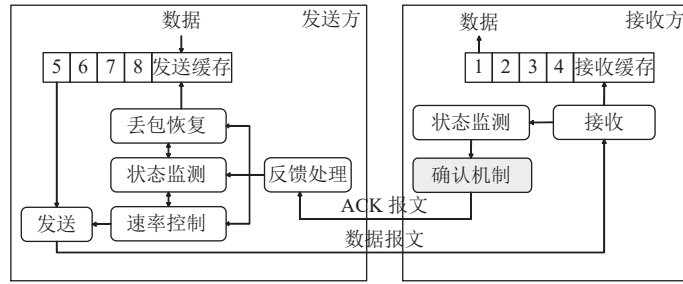 数据 发送方
5 6 7 8 发送缓存
丢包恢复
状态监测
反馈处理
发送
速率控制
数据 接收方
1 2 3 4 接收缓存
状态监测
接收
确认机制
ACK 报文
数据报文